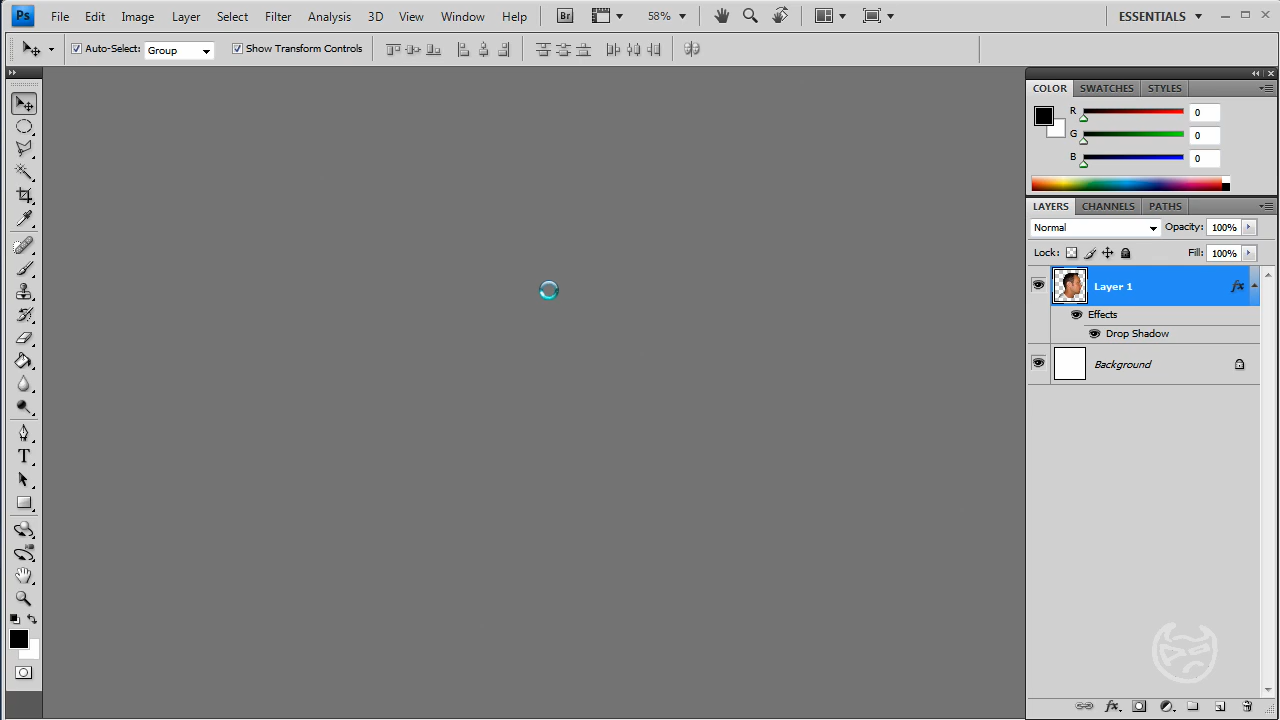 Ps File Edit Image Layer Select Filter Analysis 3D View Window Help Br 58% ESSENTIALS
Auto-Select: Group Show Transform Controls
COLOR SWATCHES STYLES
R 0
G 0
B 0
LAYERS CHANNELS PATHS
Normal Opacity: 100%
Lock: Fill: 100%
Layer 1 fx
Effects
Drop Shadow
Background
T
fx